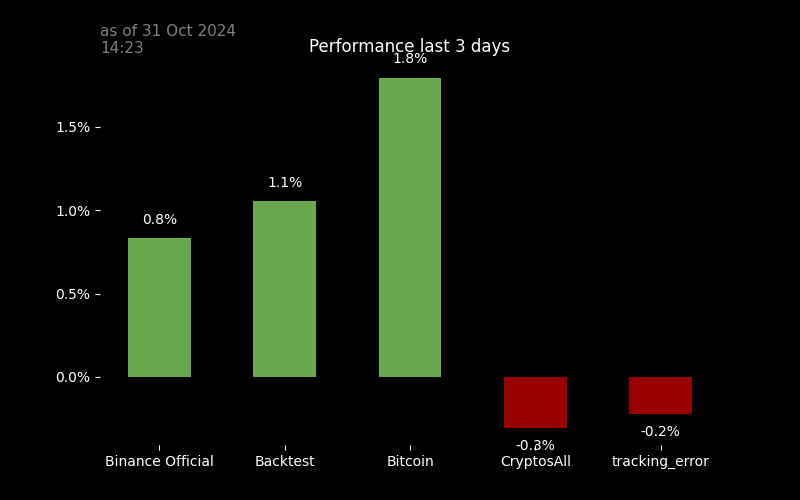 as of 31 Oct 2024
14:23
Performance last 3 days
1.8%
1.5%
1.1%
1.0%
0.8%
0.5%
0.0%
-0.3%
-0.2%
Binance Official
Backtest
Bitcoin
CryptosAll
tracking_error